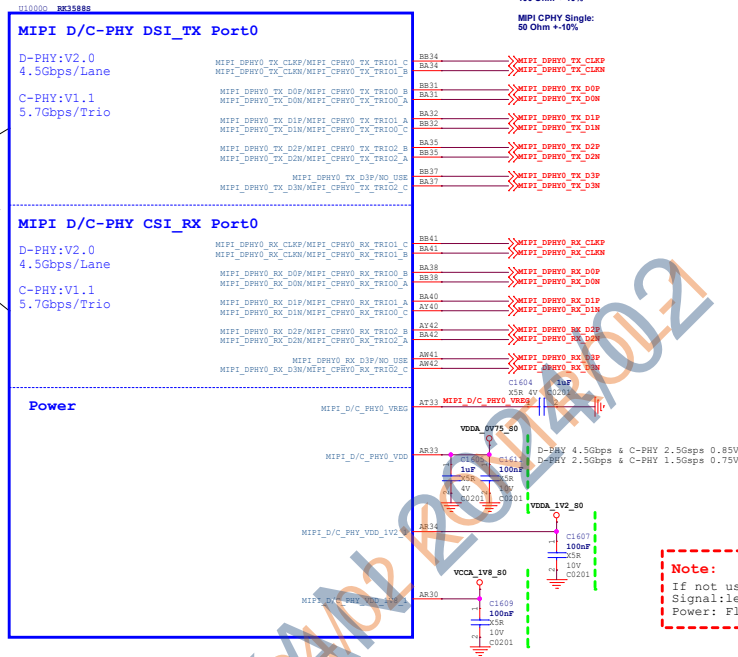 U1000O RK3588S
MIPI CPHY Single:
50 Ohm +-10%
MIPI D/C-PHY DSI_TX Port0
D-PHY:V2.0
4.5Gbps/Lane
C-PHY:V1.1
5.7Gbps/Trio
MIPI_DPHY0_TX_CLKP/MIPI_CPHY0_TX_TRIO1_C BB34 MIPI_DPHY0_TX_CLKP
MIPI_DPHY0_TX_CLKN/MIPI_CPHY0_TX_TRIO1_B BA34 MIPI_DPHY0_TX_CLKN
MIPI_DPHY0_TX_D0P/MIPI_CPHY0_TX_TRIO0_B BB31 MIPI_DPHY0_TX_D0P
MIPI_DPHY0_TX_D0N/MIPI_CPHY0_TX_TRIO0_A BA31 MIPI_DPHY0_TX_D0N
MIPI_DPHY0_TX_D1P/MIPI_CPHY0_TX_TRIO1_A BA32 MIPI_DPHY0_TX_D1P
MIPI_DPHY0_TX_D1N/MIPI_CPHY0_TX_TRIO0_C BB32 MIPI_DPHY0_TX_D1N
MIPI_DPHY0_TX_D2P/MIPI_CPHY0_TX_TRIO2_B BA35 MIPI_DPHY0_TX_D2P
MIPI_DPHY0_TX_D2N/MIPI_CPHY0_TX_TRIO2_A BB35 MIPI_DPHY0_TX_D2N
MIPI_DPHY0_TX_D3P/NO_USE BB37 MIPI_DPHY0_TX_D3P
MIPI_DPHY0_TX_D3N/MIPI_CPHY0_TX_TRIO2_C BA37 MIPI_DPHY0_TX_D3N
MIPI D/C-PHY CSI_RX Port0
D-PHY:V2.0
4.5Gbps/Lane
C-PHY:V1.1
5.7Gbps/Trio
MIPI_DPHY0_RX_CLKP/MIPI_CPHY0_RX_TRIO1_C BB41 MIPI_DPHY0_RX_CLKP
MIPI_DPHY0_RX_CLKN/MIPI_CPHY0_RX_TRIO1_B BA41 MIPI_DPHY0_RX_CLKN
MIPI_DPHY0_RX_D0P/MIPI_CPHY0_RX_TRIO0_B BA38 MIPI_DPHY0_RX_D0P
MIPI_DPHY0_RX_D0N/MIPI_CPHY0_RX_TRIO0_A BB38 MIPI_DPHY0_RX_D0N
MIPI_DPHY0_RX_D1P/MIPI_CPHY0_RX_TRIO1_A BA40 MIPI_DPHY0_RX_D1P
MIPI_DPHY0_RX_D1N/MIPI_CPHY0_RX_TRIO0_C AY40 MIPI_DPHY0_RX_D1N
MIPI_DPHY0_RX_D2P/MIPI_CPHY0_RX_TRIO2_B AY42 MIPI_DPHY0_RX_D2P
MIPI_DPHY0_RX_D2N/MIPI_CPHY0_RX_TRIO2_A BA42 MIPI_DPHY0_RX_D2N
MIPI_DPHY0_RX_D3P/NO_USE AW41 MIPI_DPHY0_RX_D3P
MIPI_DPHY0_RX_D3N/MIPI_CPHY0_RX_TRIO2_C AW42 MIPI_DPHY0_RX_D3N
Power
C1604 1uF
X5R 4V C0201
MIPI_D/C_PHY0_VREG AT33 MIPI_D/C_PHY0_VREG 1 2
VDDA_0V75_S0
MIPI_D/C_PHY0_VDD AR33
D-PHY 4.5Gbps & C-PHY 2.5Gsps 0.85V
D-PHY 2.5Gbps & C-PHY 1.5Gsps 0.75V
C1611
1uF 100nF
X5R X5R
4V 10V
C0201 C0201
VDDA_1V2_S0
MIPI_D/C_PHY_VDD_1V2 AR34
C1607
100nF
X5R
10V
C0201
VCCA_1V8_S0
MIPI_D/C_PHY_VDD_1V8_1 AR30
C1609
100nF
X5R
10V
C0201
Note:
If not us
Signal:le
Power: Fl
2024/02